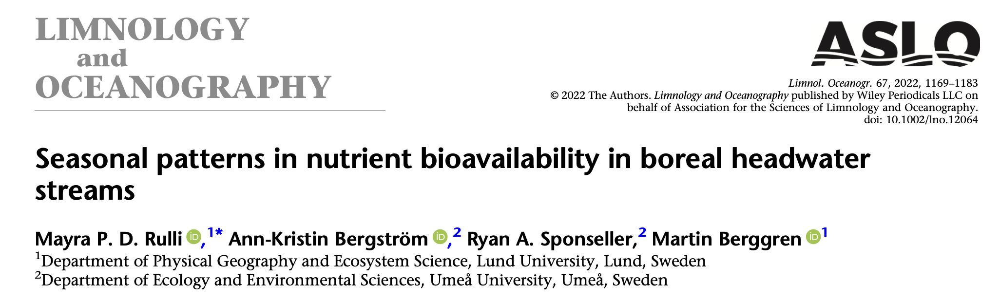 LIMNOLOGY
and
OCEANOGRAPHY
ASLO
Limnol. Oceanogr. 67, 2022, 1169–1183
© 2022 The Authors. Limnology and Oceanography published by Wiley Periodicals LLC on
behalf of Association for the Sciences of Limnology and Oceanography.
doi: 10.1002/lno.12064
Seasonal patterns in nutrient bioavailability in boreal headwater
streams
Mayra P. D. Rulli iD,1* Ann-Kristin Bergström iD,2 Ryan A. Sponseller,2 Martin Berggren iD1
1Department of Physical Geography and Ecosystem Science, Lund University, Lund, Sweden
2Department of Ecology and Environmental Sciences, Umeå University, Umeå, Sweden